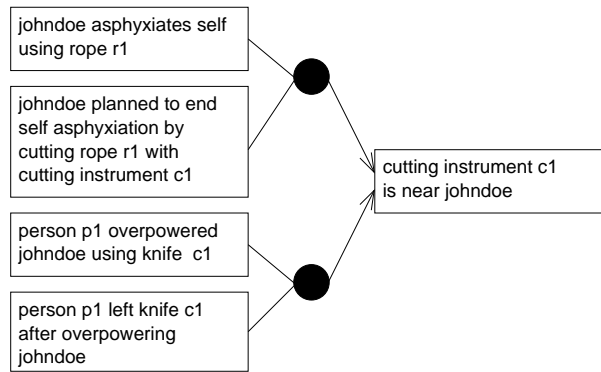 johndoe asphyxiates self
using rope r1
johndoe planned to end
self asphyxiation by
cutting rope r1 with
cutting instrument c1
cutting instrument c1
is near johndoe
person p1 overpowered
johndoe using knife c1
person p1 left knife c1
after overpowering
johndoe